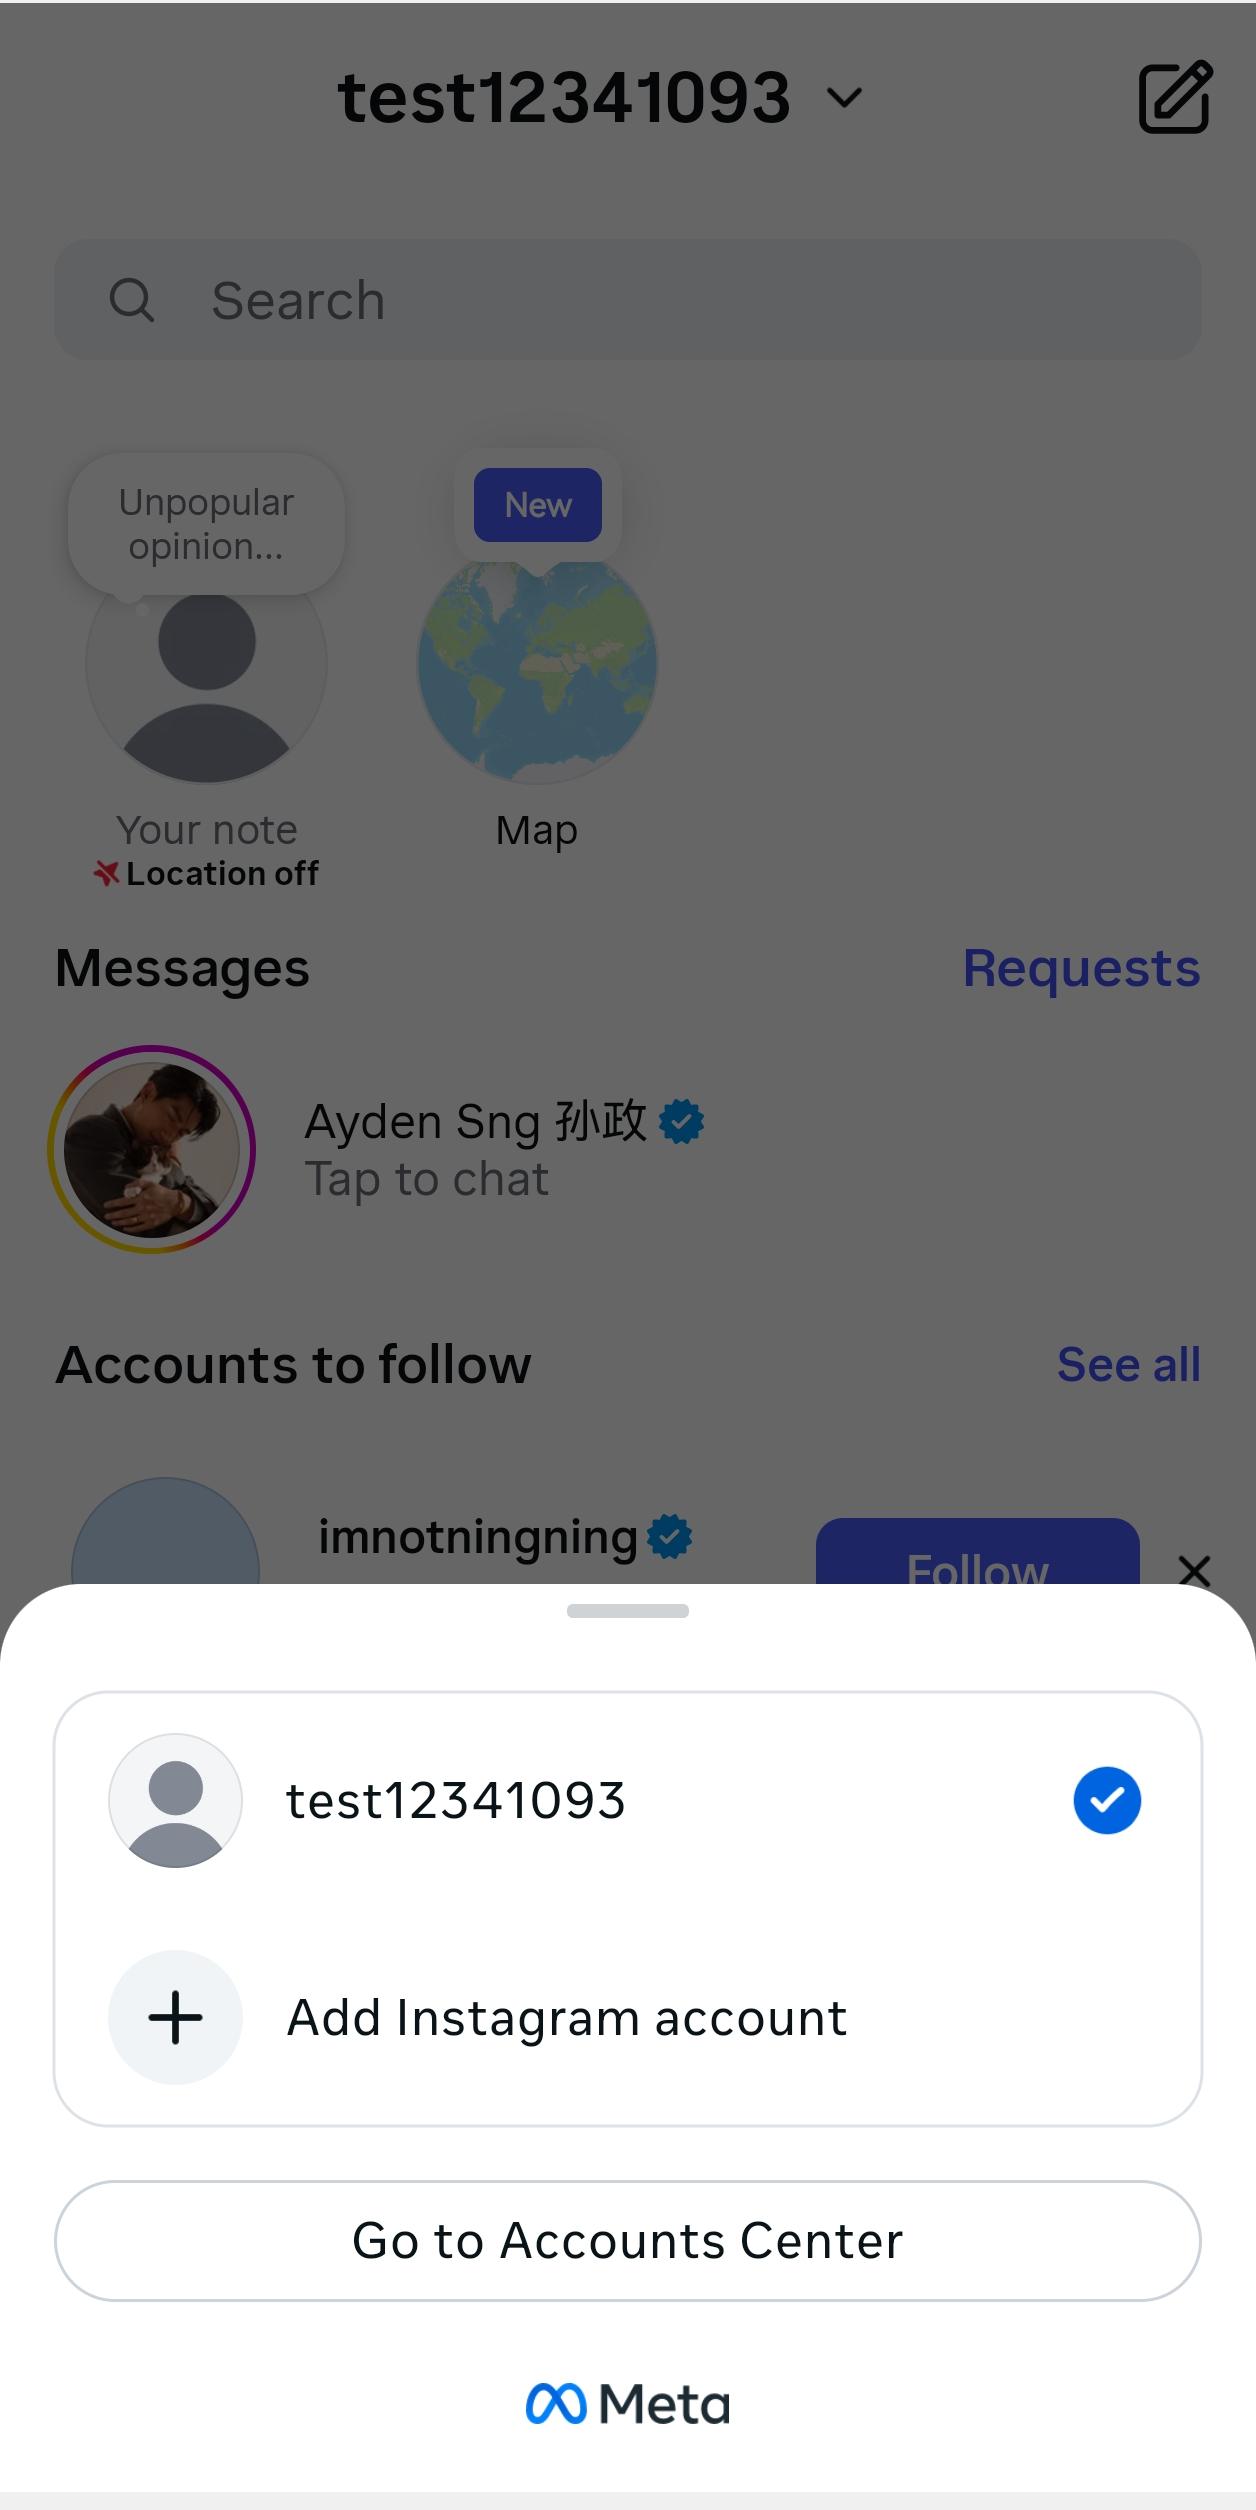 test12341093
Search
Unpopular
opinion...
New
Your note
Location off
Map
Messages
Requests
Ayden Sng 孙政
Tap to chat
Accounts to follow
See all
imnotningning
Follow
test12341093
Add Instagram account
Go to Accounts Center
Meta